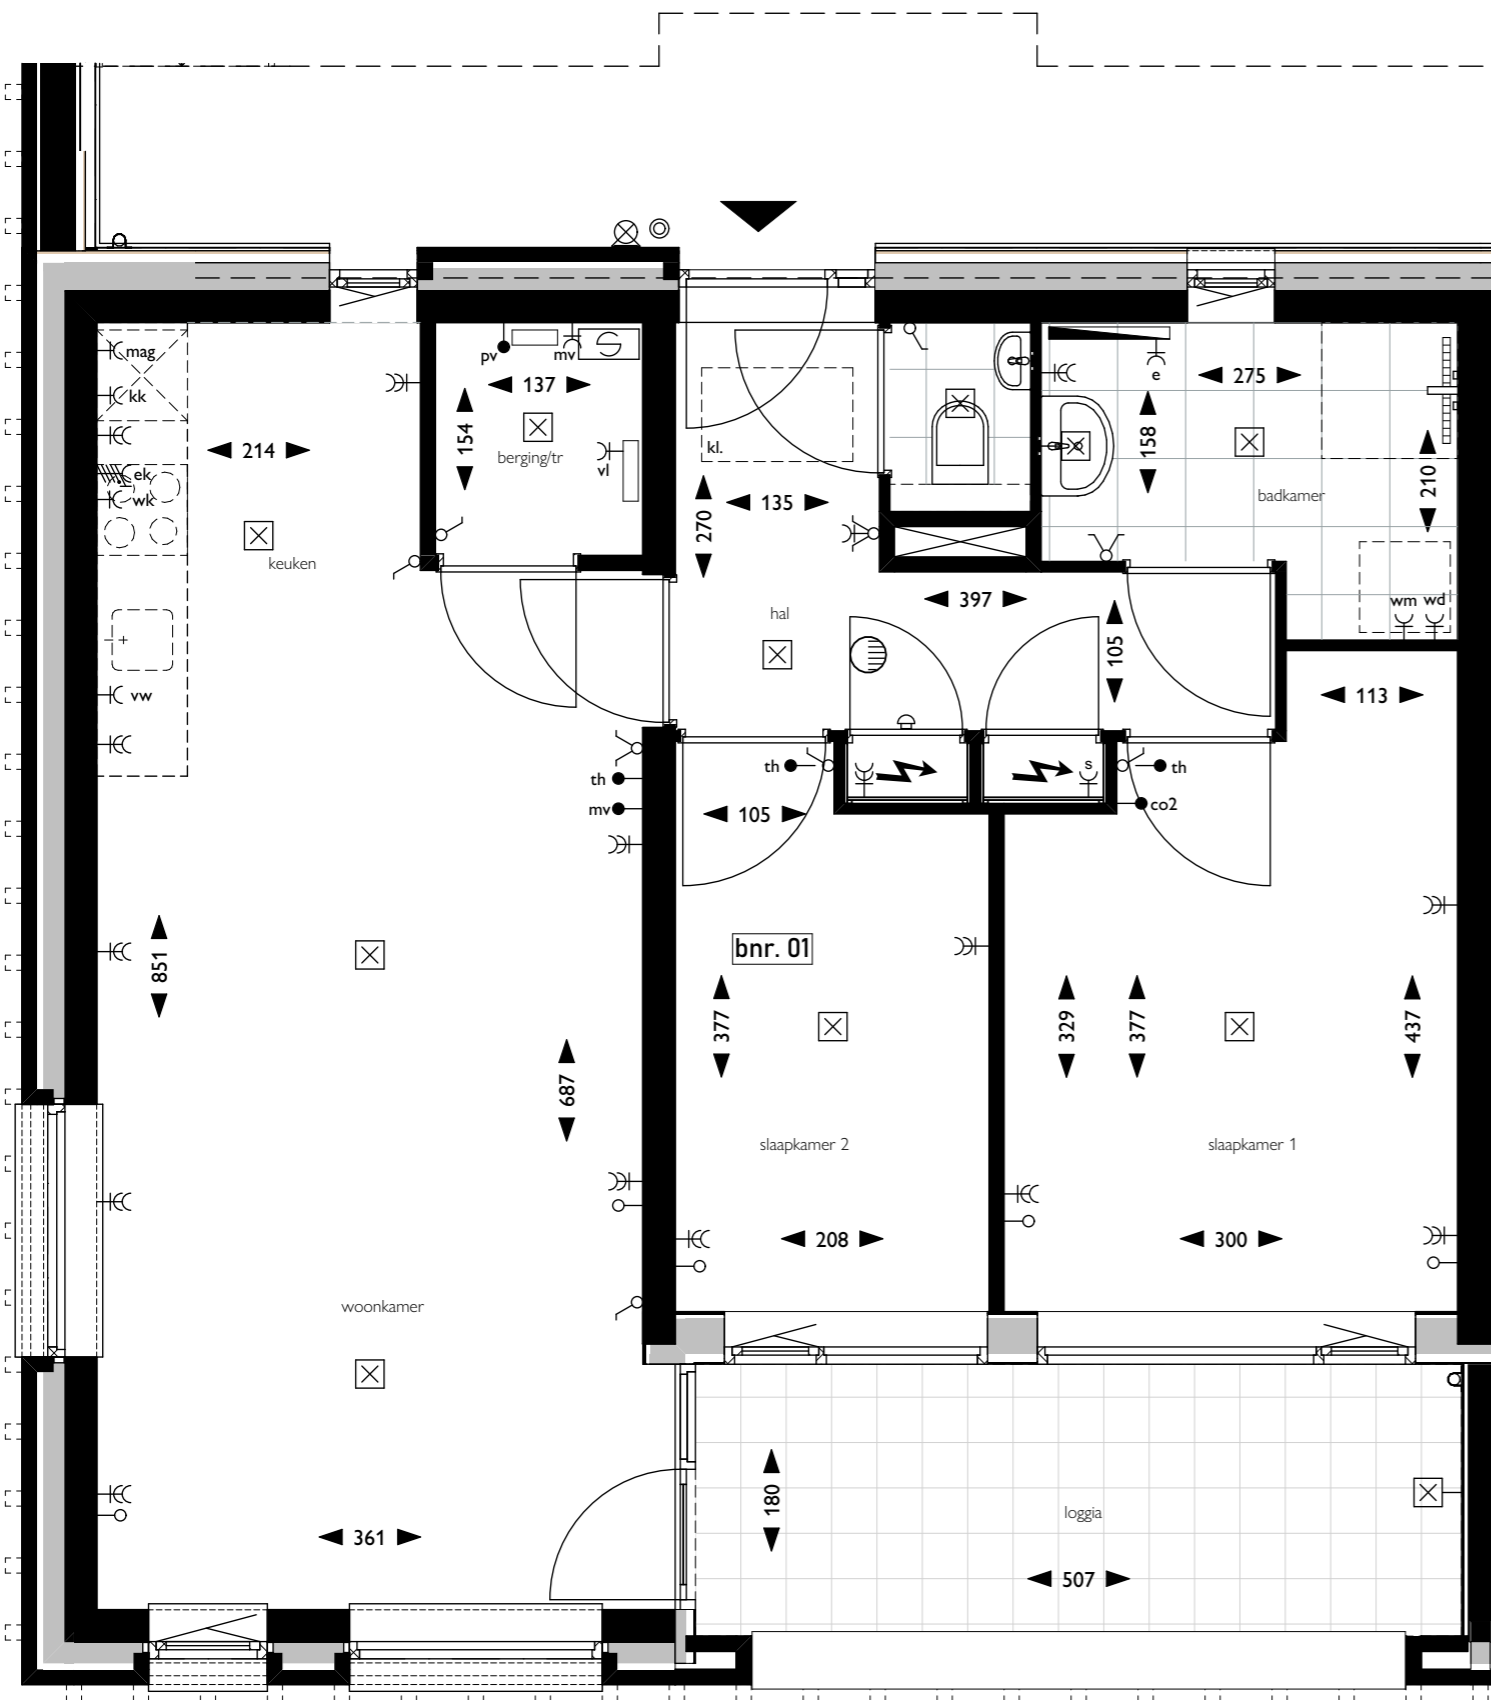 mag
pv
mv
S
137
e
275
kk
kl.
214
154
158
berging/tr
vl
ek
wk
270
135
210
badkamer
keuken
397
wm wd
hal
105
vw
113
th
th
s
th
mv
105
co2
bnr. 01
851
377
329
377
437
687
slaapkamer 2
slaapkamer 1
208
300
woonkamer
180
loggia
361
507